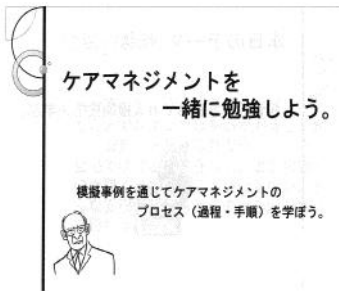 ケアマネジメントを
一緒に勉強しよう。
模擬事例を通じてケアマネジメントの
プロセス（過程・手順）を学ぼう。